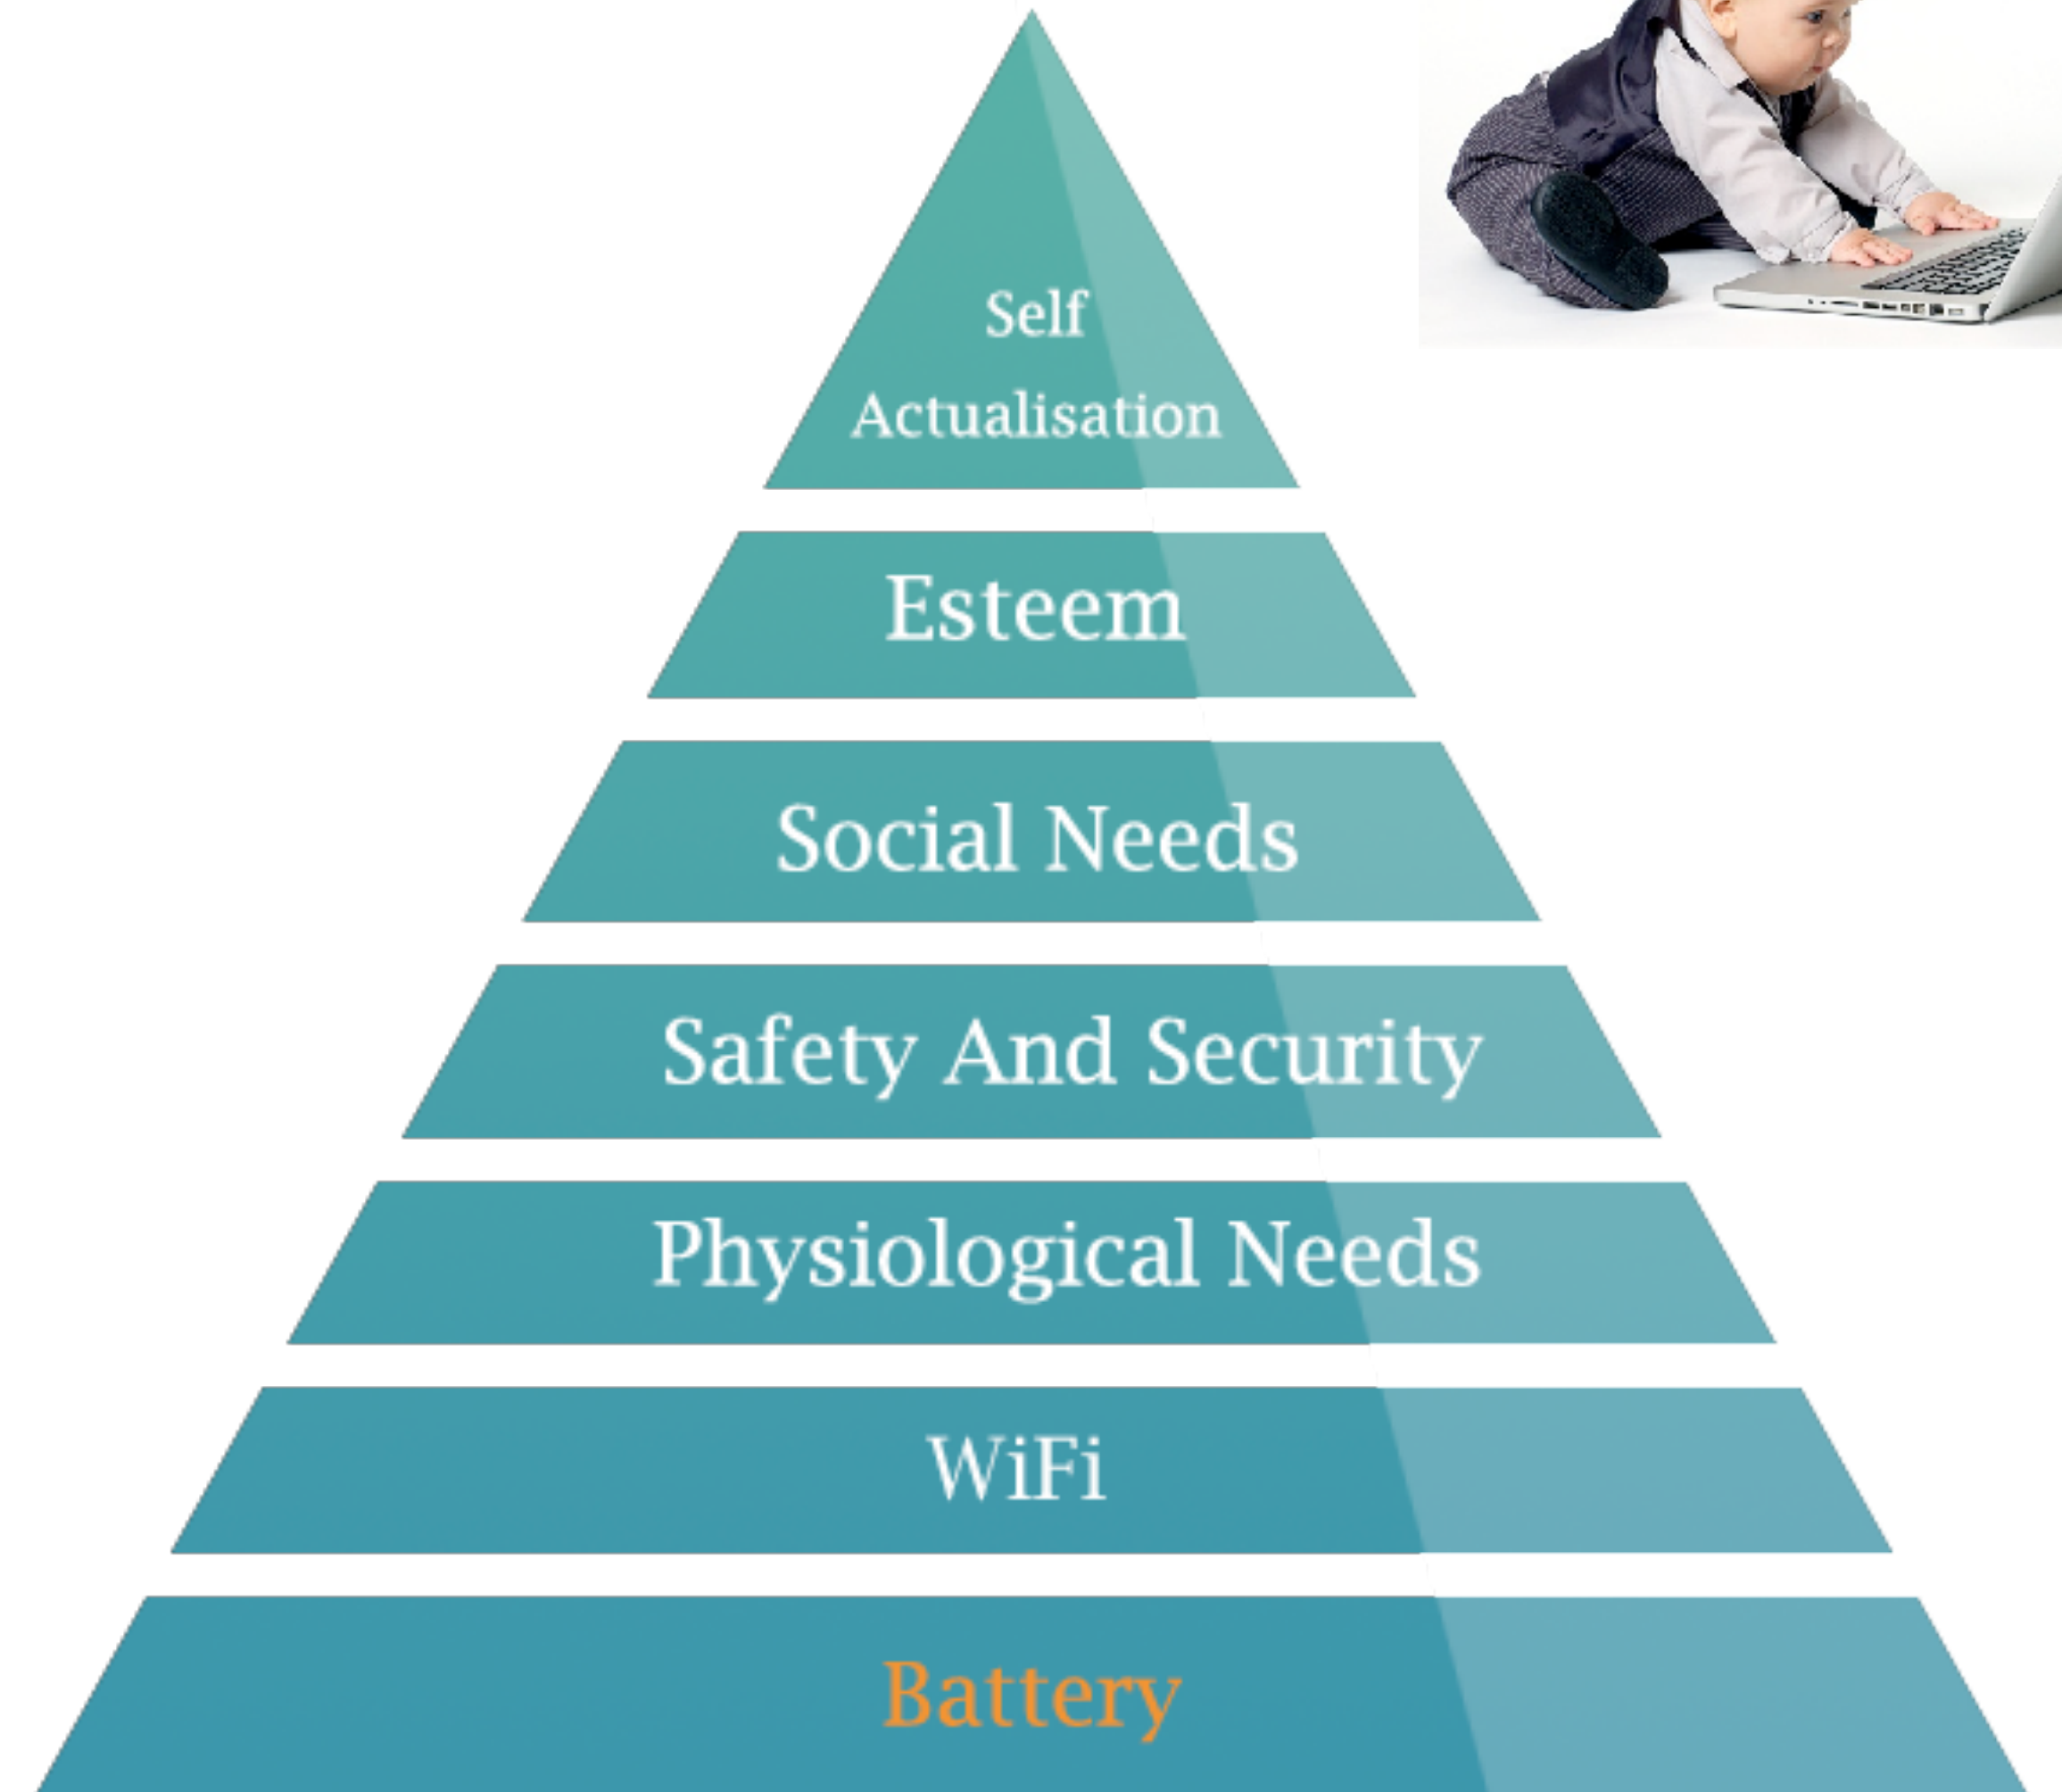 Self
Actualisation
Esteem
Social Needs
Safety And Security
Physiological Needs
WiFi
Battery